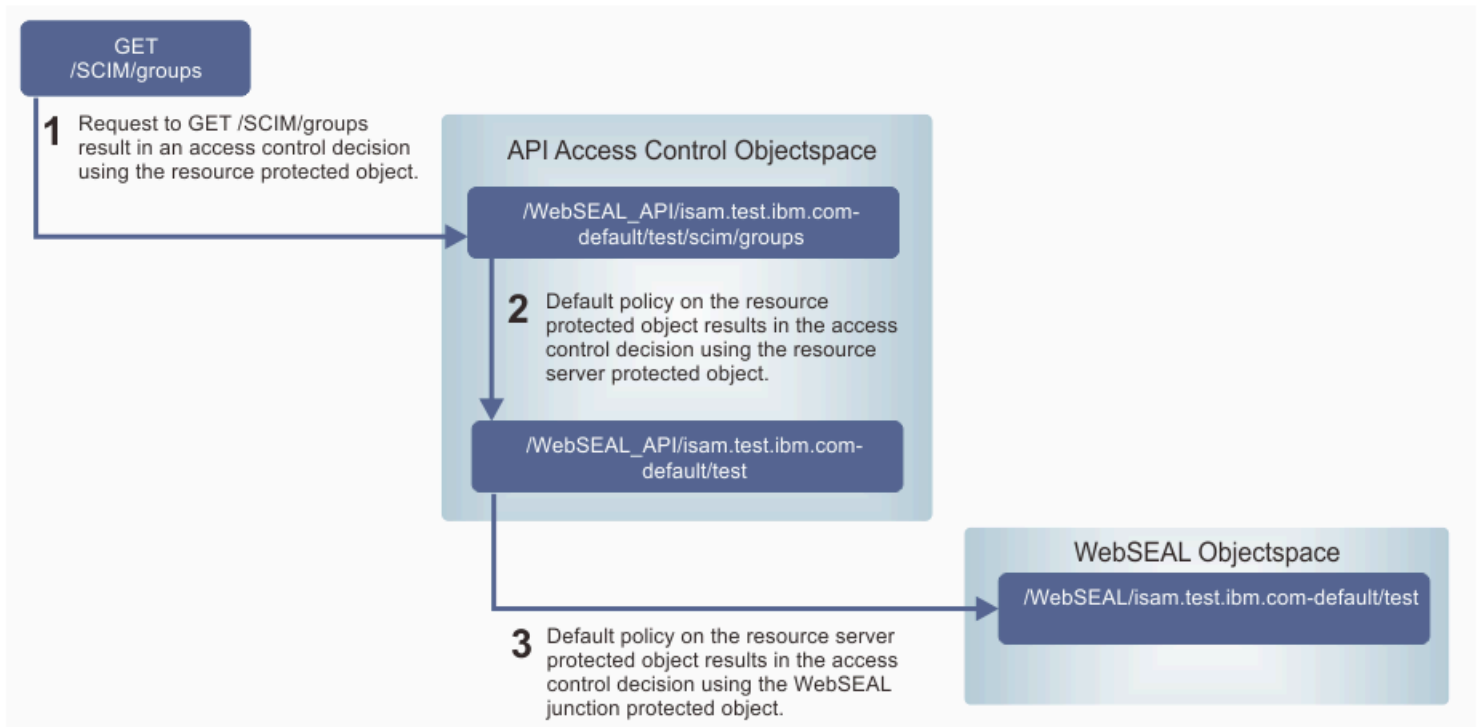 GET
/SCIM/groups
1 Request to GET /SCIM/groups
result in an access control decision
using the resource protected object.
API Access Control Objectspace
/WebSEAL_API/isam.test.ibm.com-
default/test/scim/groups
2 Default policy on the resource
protected object results in the access
control decision using the resource
server protected object.
/WebSEAL_API/isam.test.ibm.com-
default/test
WebSEAL Objectspace
/WebSEAL/isam.test.ibm.com-default/test
3 Default policy on the resource server
protected object results in the access
control decision using the WebSEAL
junction protected object.